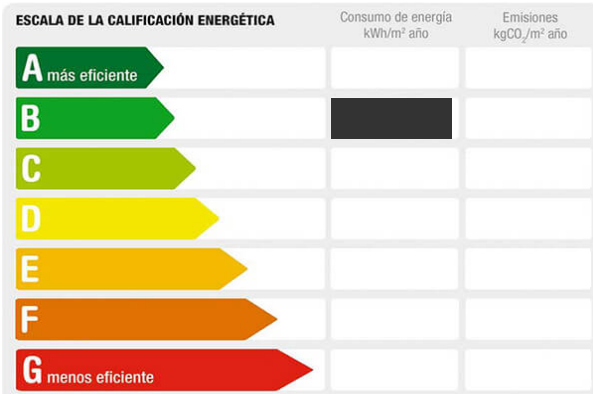 ESCALA DE LA CALIFICACIÓN ENERGÉTICA
Consumo de energía
kWh/m² año
Emisiones
kgCO₂/m² año
A más eficiente
B
C
D
E
F
G menos eficiente